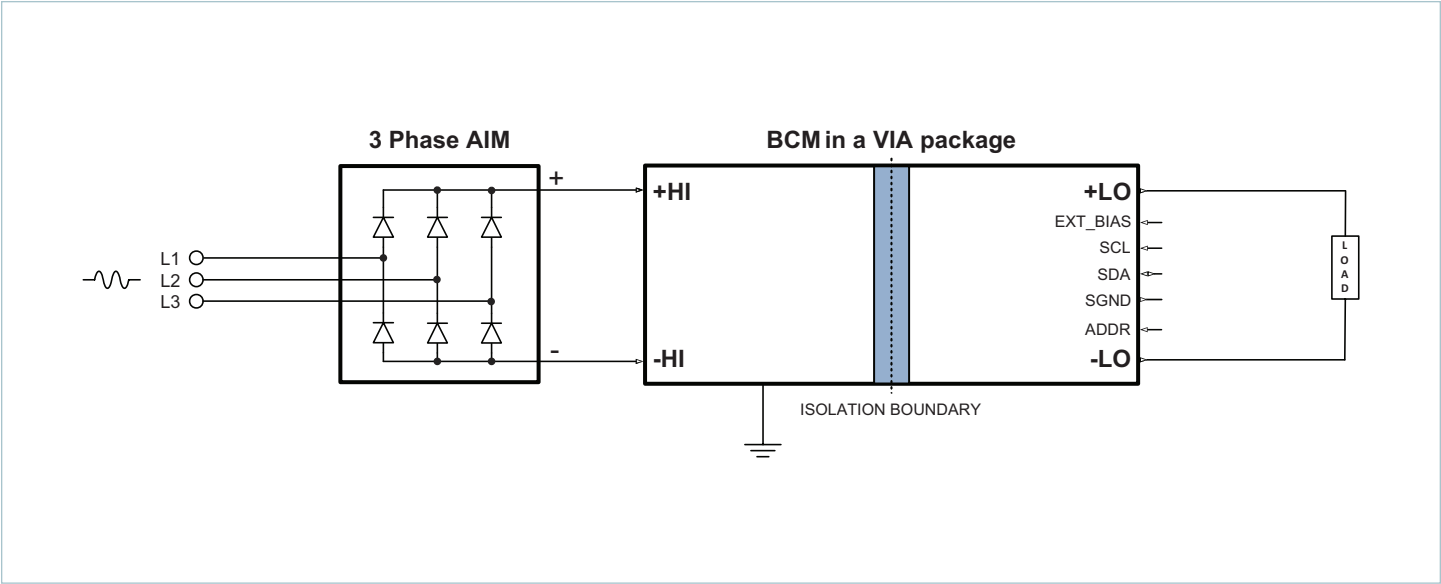 3 Phase AIM
BCM in a VIA package
+
+HI
+LO
EXT_BIAS
SCL
L1
L2
SDA
L3
SGND
ADDR
-
-HI
-LO
LOAD
ISOLATION BOUNDARY